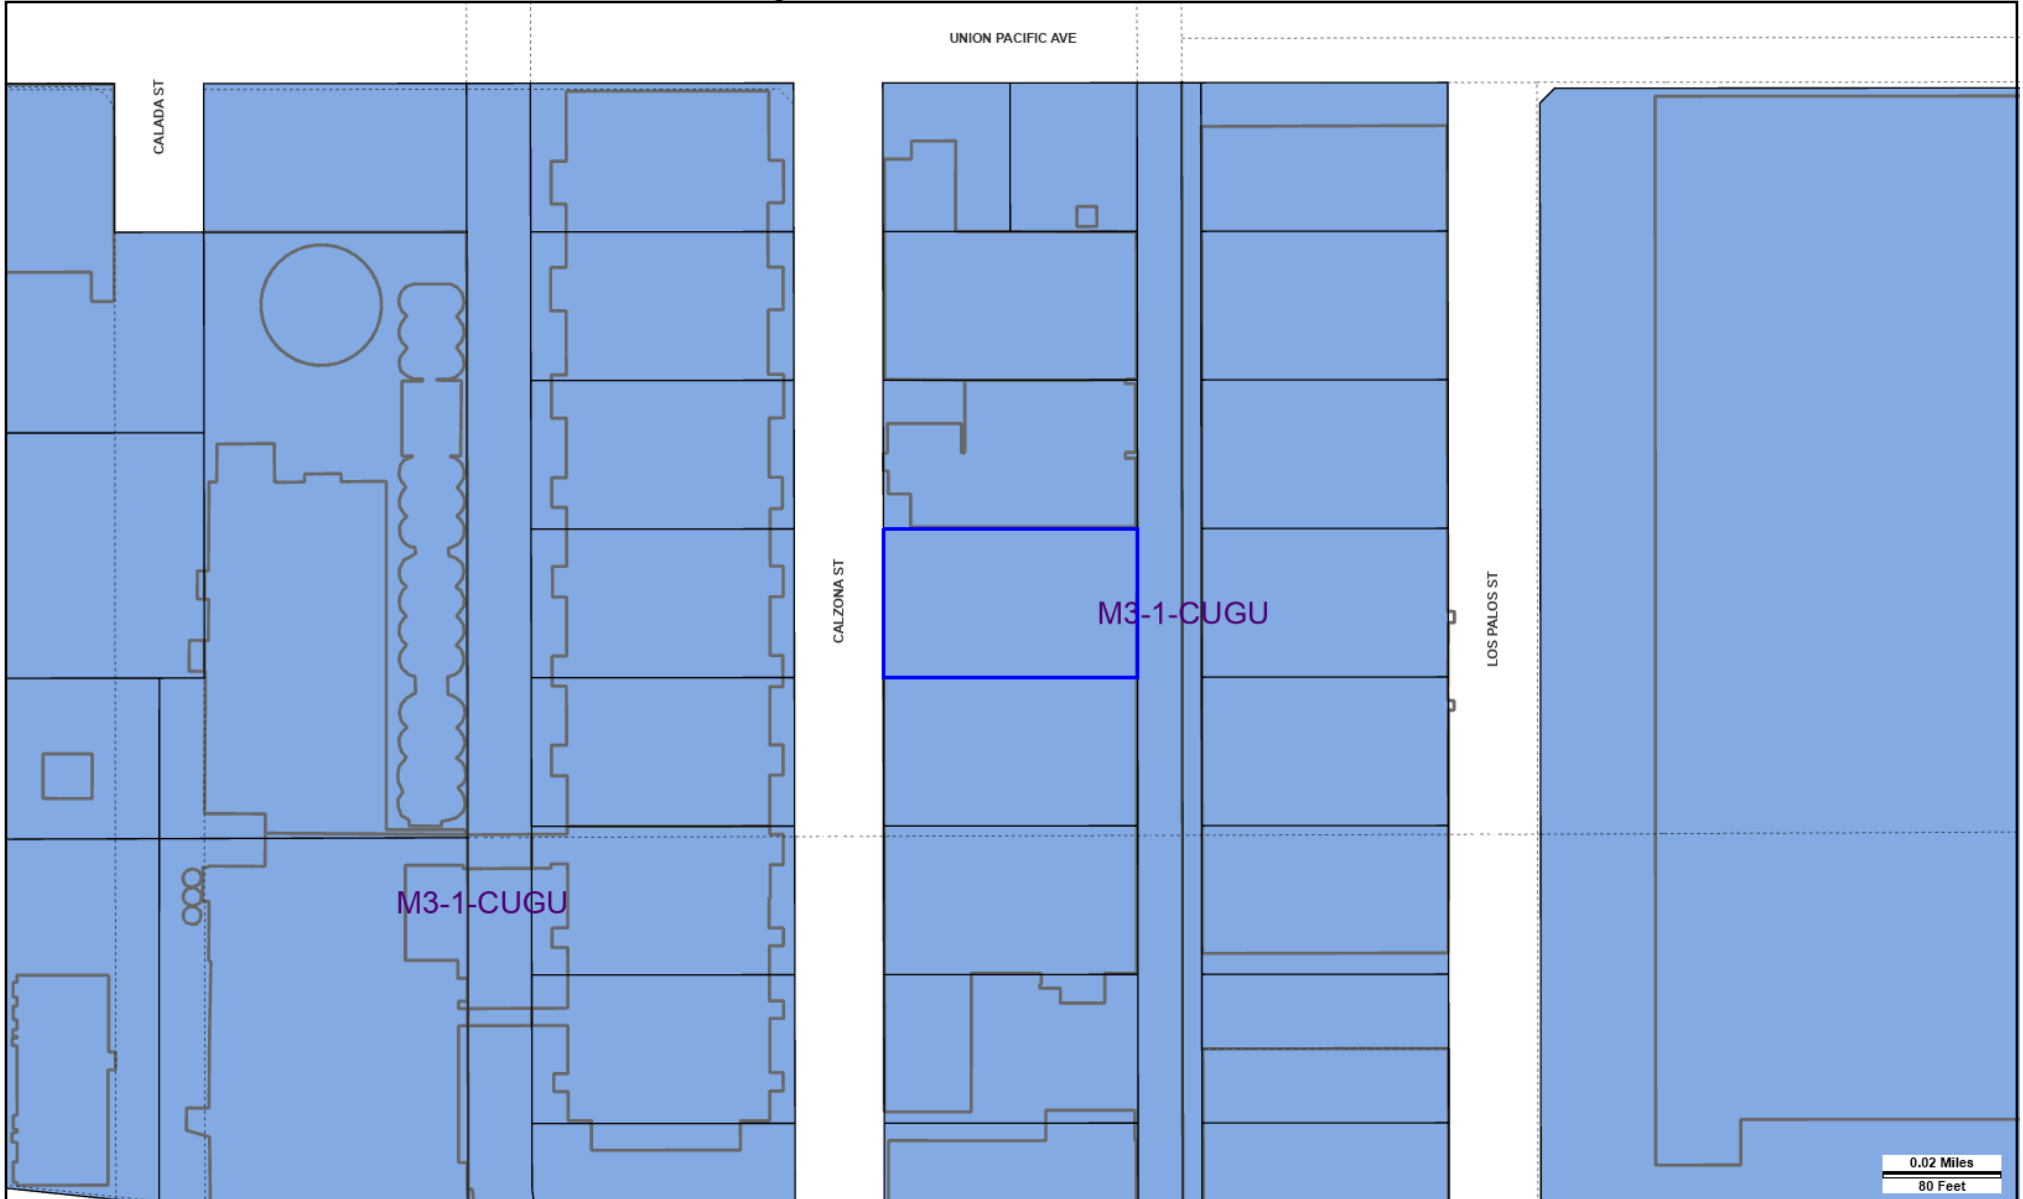 UNION PACIFIC AVE
CALADA ST
CALZONA ST
LOS PALOS ST
M3-1-CUGU
M3-1-CUGU
0.02 Miles
80 Feet